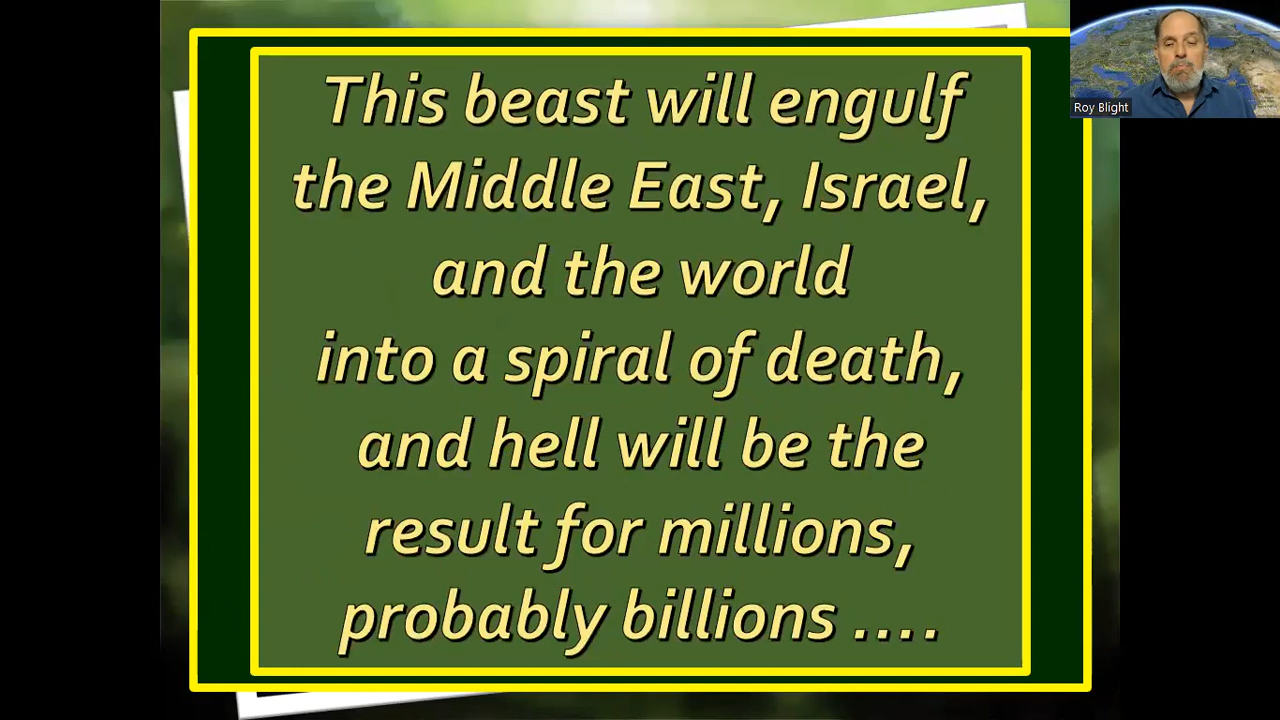 This beast will engulf
the Middle East, Israel,
and the world
into a spiral of death,
and hell will be the
result for millions,
probably billions ....
Roy Blight